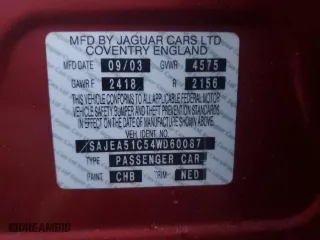 MFD BY JAGUAR CARS LTD
COVENTRY ENGLAND
MFD DATE 09/03 GVWR 4575
GAWR F 2418 R 2156
THIS VEHICLE CONFORMS TO
ALL APPLICABLE FEDERAL MOTOR
VEHICLE SAFETY, BUMPER AND THEFT
STANDARDS IN EFFECT ON THE DATE
OF MANUFACTURE SHOWN ABOVE
VEH. IDENT NO.
SAJEA51C54WD60087
TYPE PASSENGER CAR
PAINT CHB TRIM NED
DREAMBID